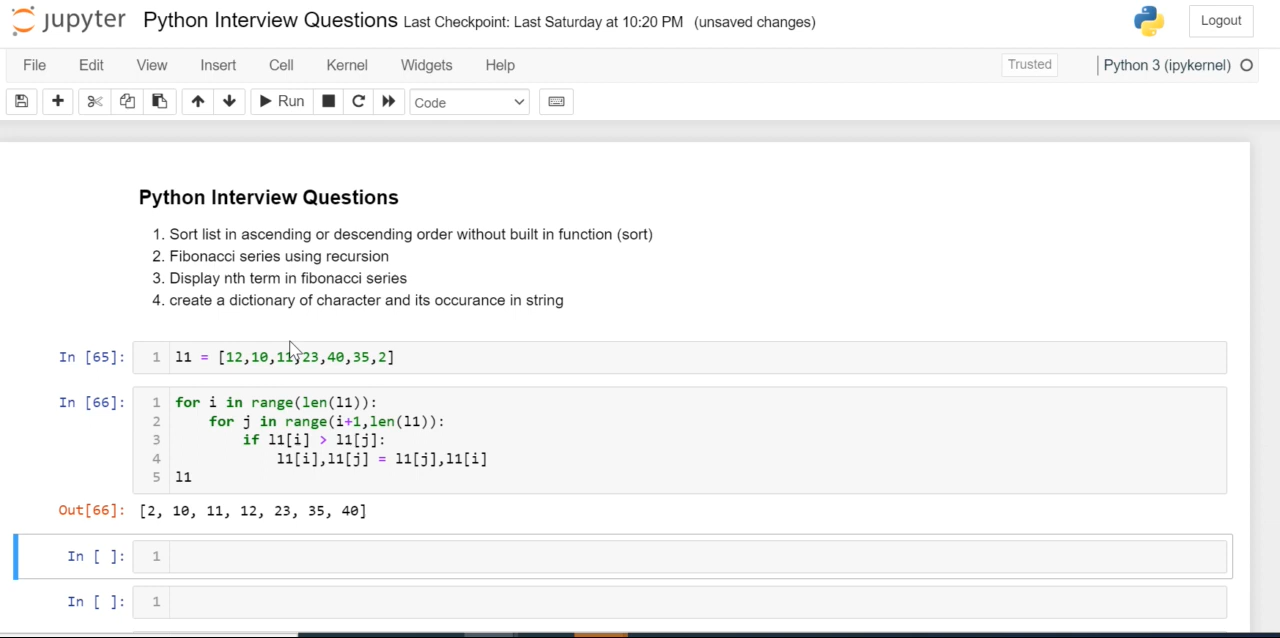 jupyter Python Interview Questions Last Checkpoint: Last Saturday at 10:20 PM (unsaved changes) Logout
File Edit View Insert Cell Kernel Widgets Help Trusted Python 3 (ipykernel)
Run Code
Python Interview Questions
1. Sort list in ascending or descending order without built in function (sort)
2. Fibonacci series using recursion
3. Display nth term in fibonacci series
4. create a dictionary of character and its occurance in string
In [65]: 1 l1 = [12,10,11,23,40,35,2]
In [66]: 1 for i in range(len(l1)):
2 for j in range(i+1,len(l1)):
3 if l1[i] > l1[j]:
4 l1[i],l1[j] = l1[j],l1[i]
5 l1
Out[66]: [2, 10, 11, 12, 23, 35, 40]
In [ ]: 1
In [ ]: 1